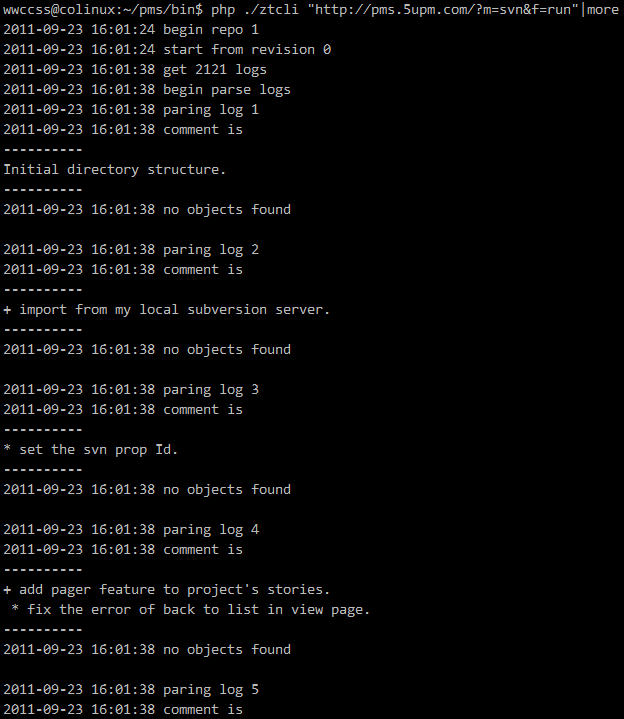 wwccss@colinux:~/pms/bin$ php ./ztcli "http://pms.5upm.com/?m=svn&f=run"|more
2011-09-23 16:01:24 begin repo 1
2011-09-23 16:01:24 start from revision 0
2011-09-23 16:01:38 get 2121 logs
2011-09-23 16:01:38 begin parse logs
2011-09-23 16:01:38 paring log 1
2011-09-23 16:01:38 comment is
----------
Initial directory structure.
----------
2011-09-23 16:01:38 no objects found

2011-09-23 16:01:38 paring log 2
2011-09-23 16:01:38 comment is
----------
+ import from my local subversion server.
----------
2011-09-23 16:01:38 no objects found

2011-09-23 16:01:38 paring log 3
2011-09-23 16:01:38 comment is
----------
* set the svn prop Id.
----------
2011-09-23 16:01:38 no objects found

2011-09-23 16:01:38 paring log 4
2011-09-23 16:01:38 comment is
----------
+ add pager feature to project's stories.
 * fix the error of back to list in view page.
----------
2011-09-23 16:01:38 no objects found

2011-09-23 16:01:38 paring log 5
2011-09-23 16:01:38 comment is